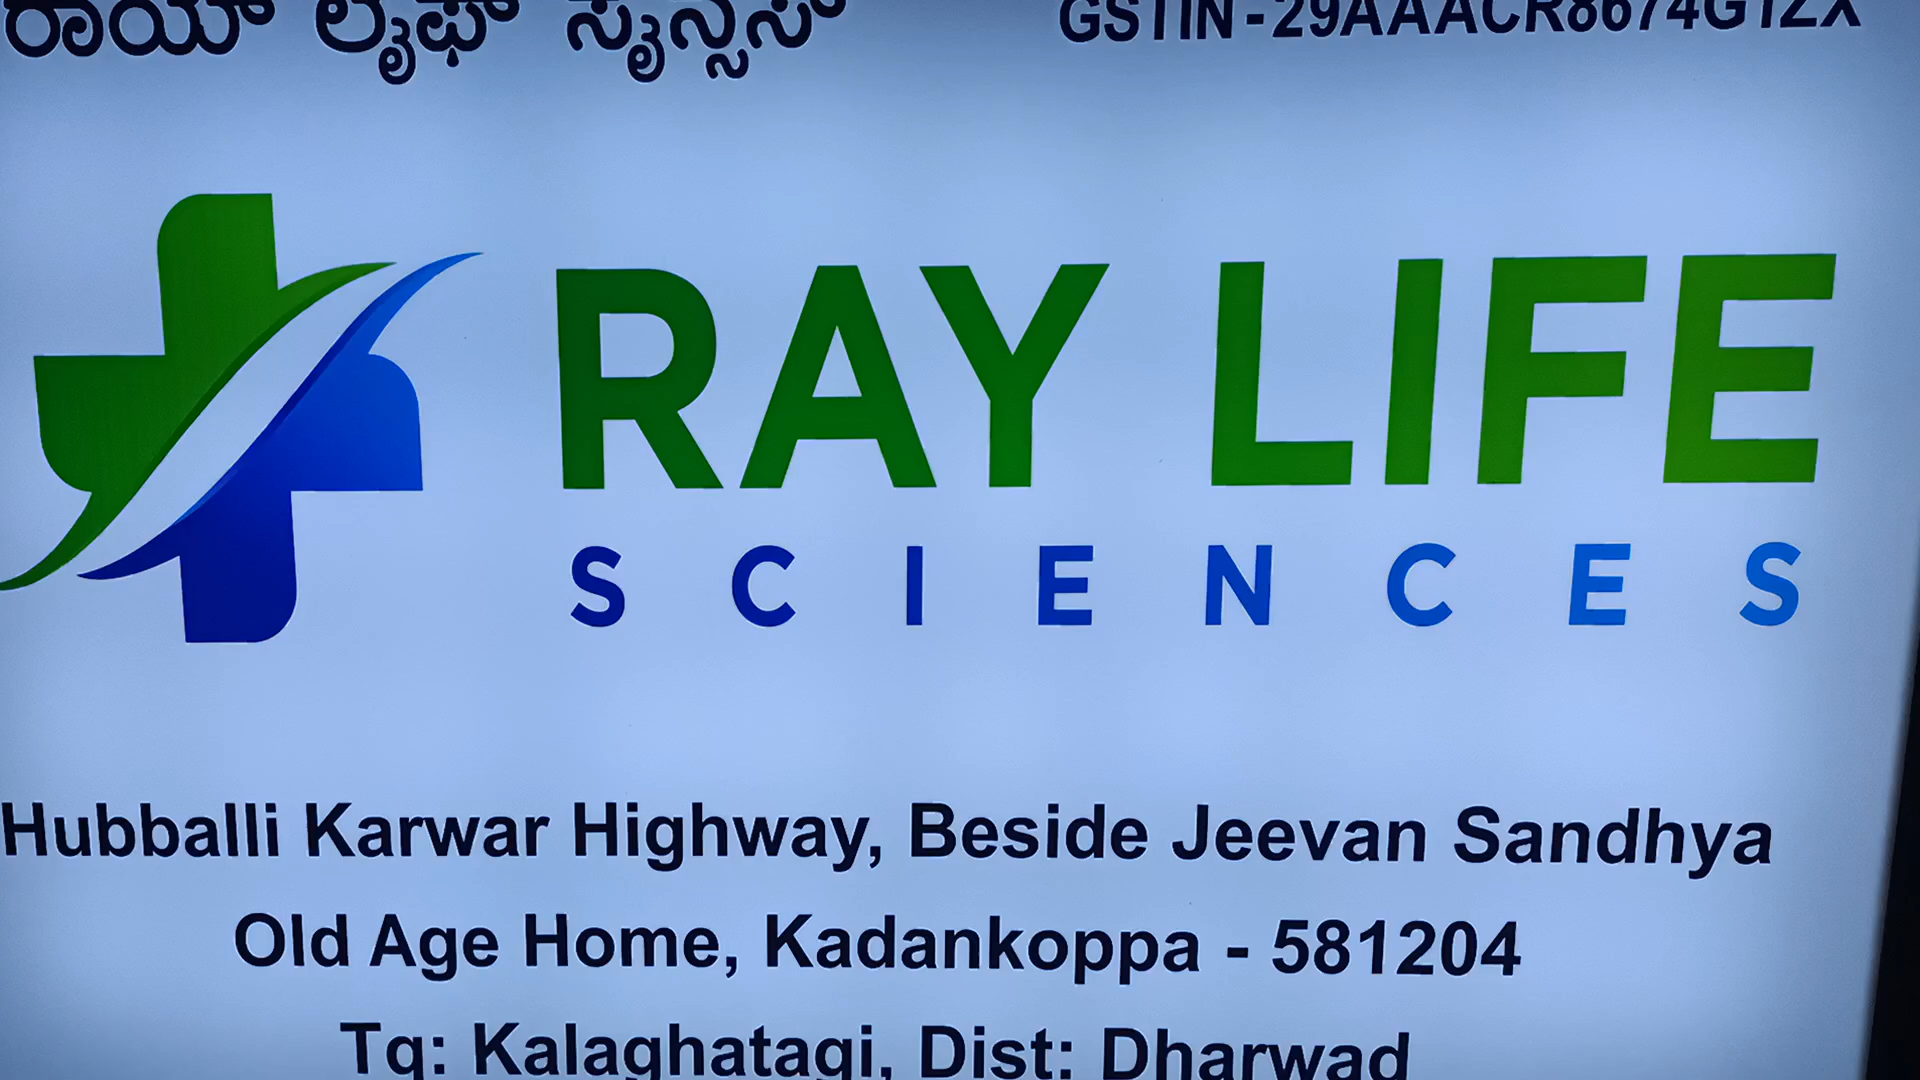 ರಾಯ್ ಲೈಫ್ ಸೈನ್ಸಸ್ GSTIN-29AAACR8674G1ZX
RAY LIFE
SCIENCES
Hubballi Karwar Highway, Beside Jeevan Sandhya
Old Age Home, Kadankoppa - 581204
Tq: Kalaghatagi, Dist: Dharwad